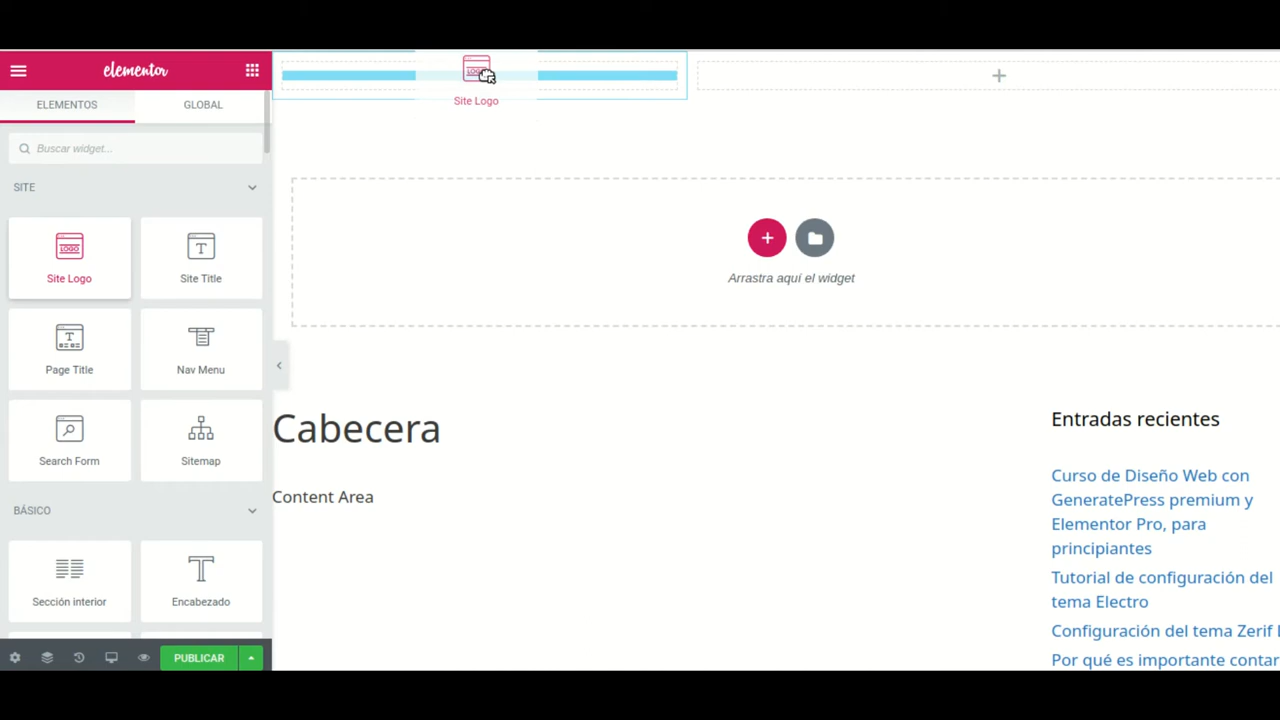 elementor
ELEMENTOS
GLOBAL
Buscar widget...
SITE
LOGO
Site Logo
Site Title
Page Title
Nav Menu
Search Form
Sitemap
BÁSICO
Sección interior
Encabezado
PUBLICAR
LOGO
Site Logo
Arrastra aquí el widget
Cabecera
Content Area
Entradas recientes
Curso de Diseño Web con
GeneratePress premium y
Elementor Pro, para
principiantes
Tutorial de configuración del
tema Electro
Configuración del tema Zerif
Por qué es importante contar